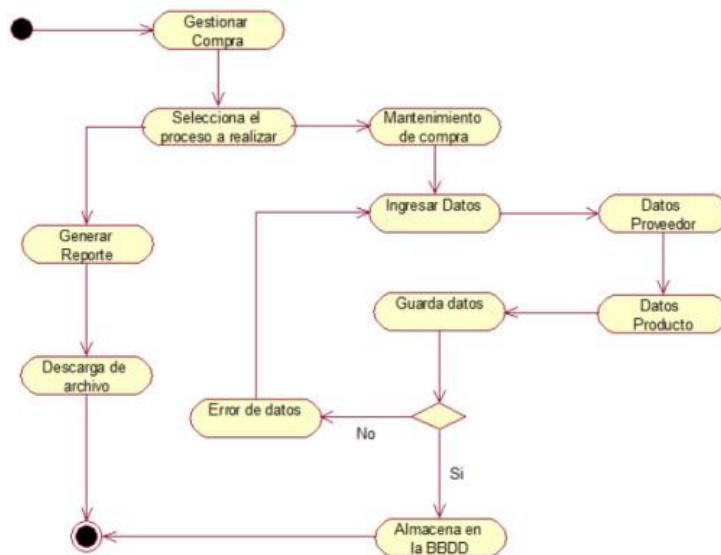 Gestionar
Compra
Selecciona el
proceso a realizar
Mantenimiento
de compra
Ingresar Datos
Datos
Proveedor
Generar
Reporte
Guarda datos
Datos
Producto
Descarga de
archivo
Error de datos
No
Si
Almacena en
la BBDD